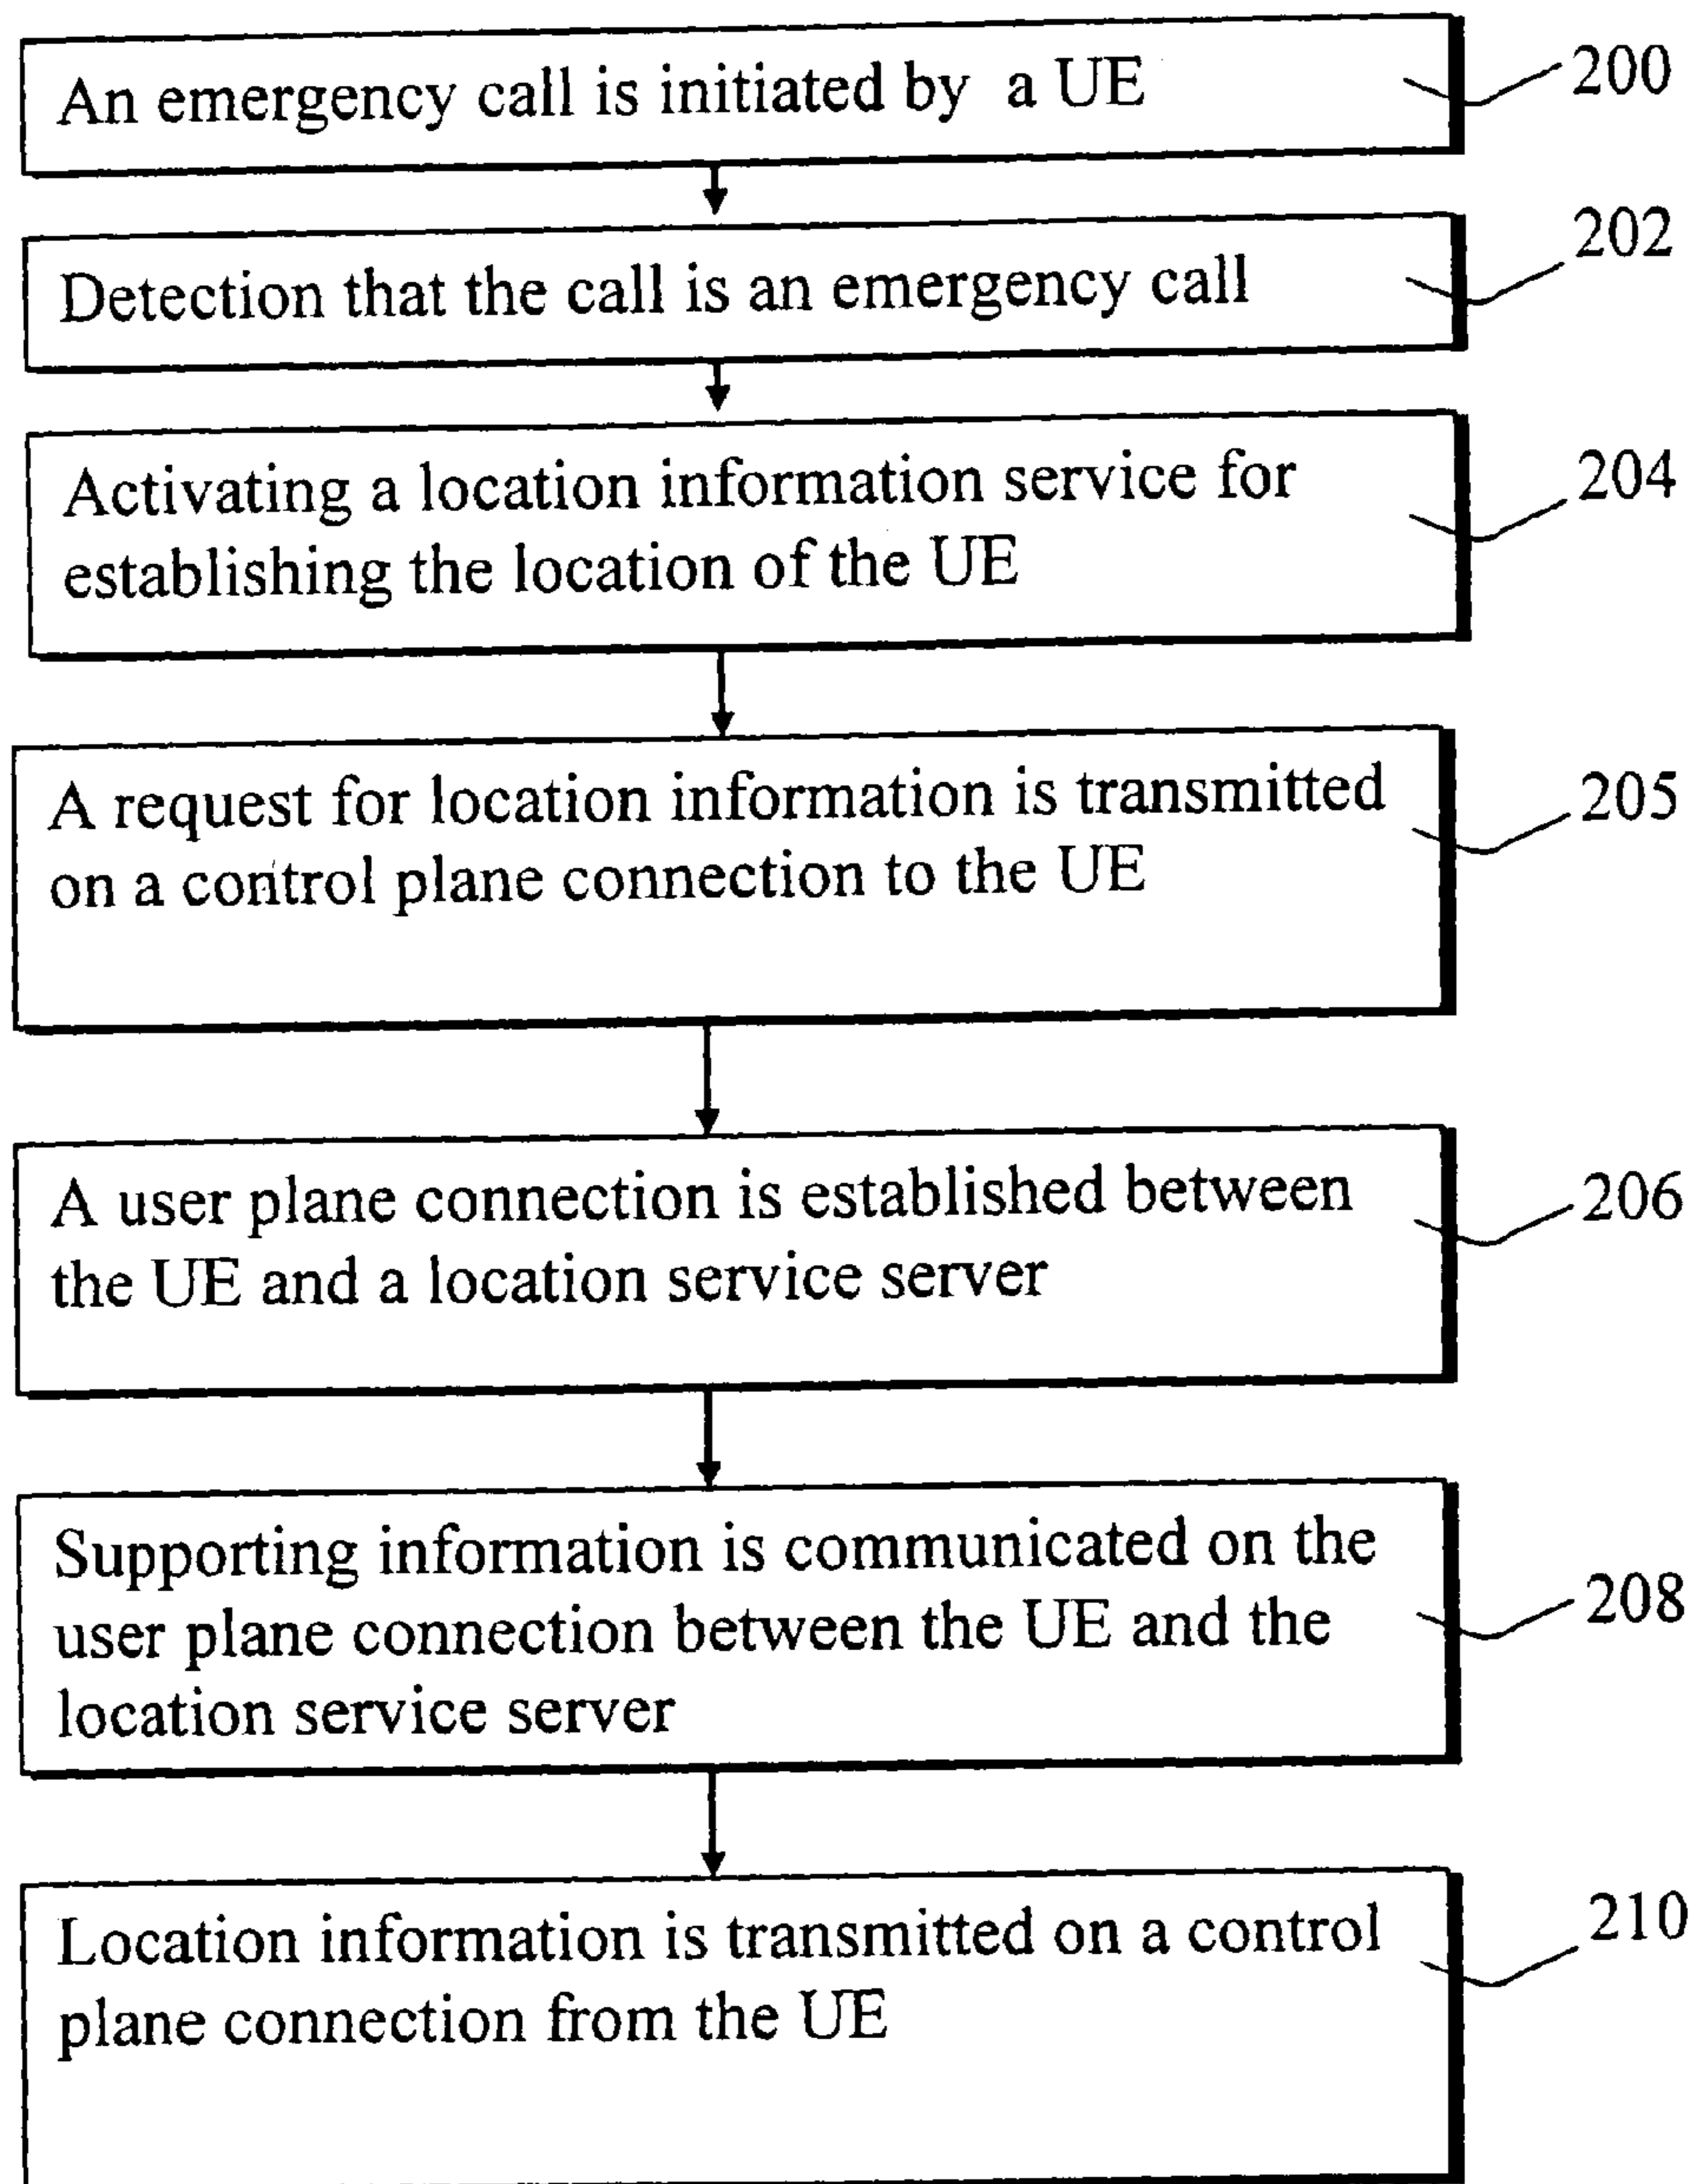 An emergency call is initiated by a UE
200
Detection that the call is an emergency call
202
Activating a location information service for
establishing the location of the UE
204
A request for location information is transmitted
on a control plane connection to the UE
205
A user plane connection is established between
the UE and a location service server
206
Supporting information is communicated on the
user plane connection between the UE and the
location service server
208
Location information is transmitted on a control
plane connection from the UE
210